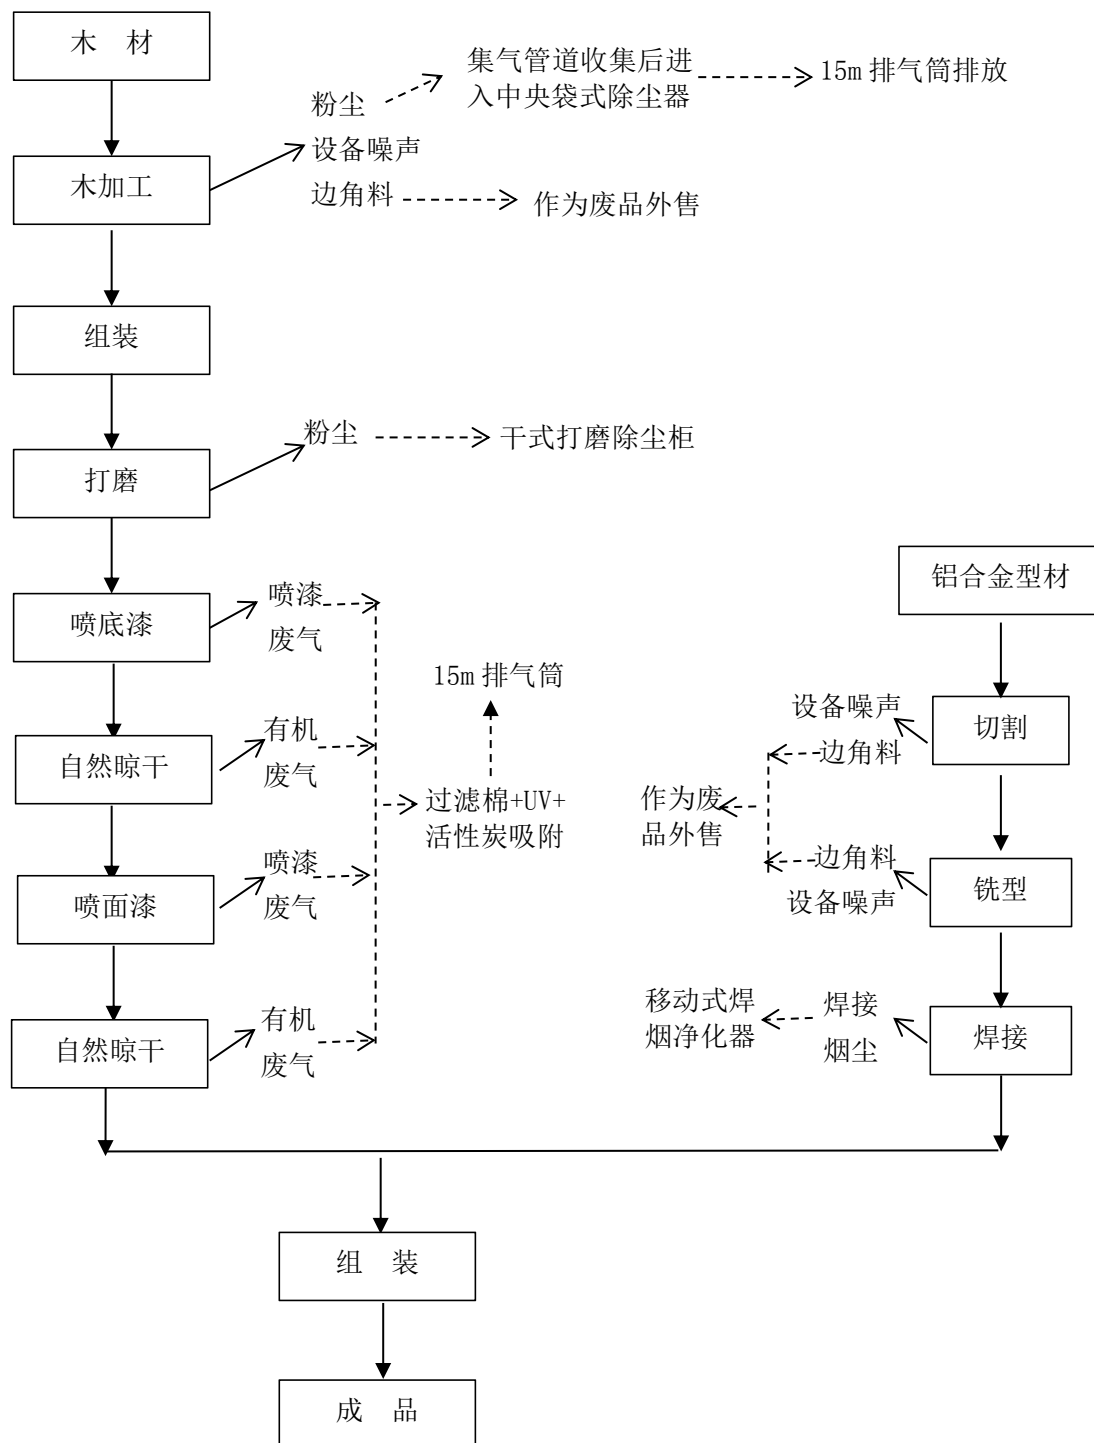 木 材
集气管道收集后进
入中央袋式除尘器
15m 排气筒排放
粉尘
设备噪声
边角料
作为废品外售
木加工
组装
粉尘
干式打磨除尘柜
打磨
喷底漆
喷漆
废气
15m 排气筒
自然晾干
有机
废气
过滤棉+UV+
活性炭吸附
喷面漆
喷漆
废气
自然晾干
有机
废气
铝合金型材
设备噪声
边角料
切割
作为废
品外售
边角料
设备噪声
铣型
移动式焊
烟净化器
焊接
烟尘
焊接
组 装
成 品